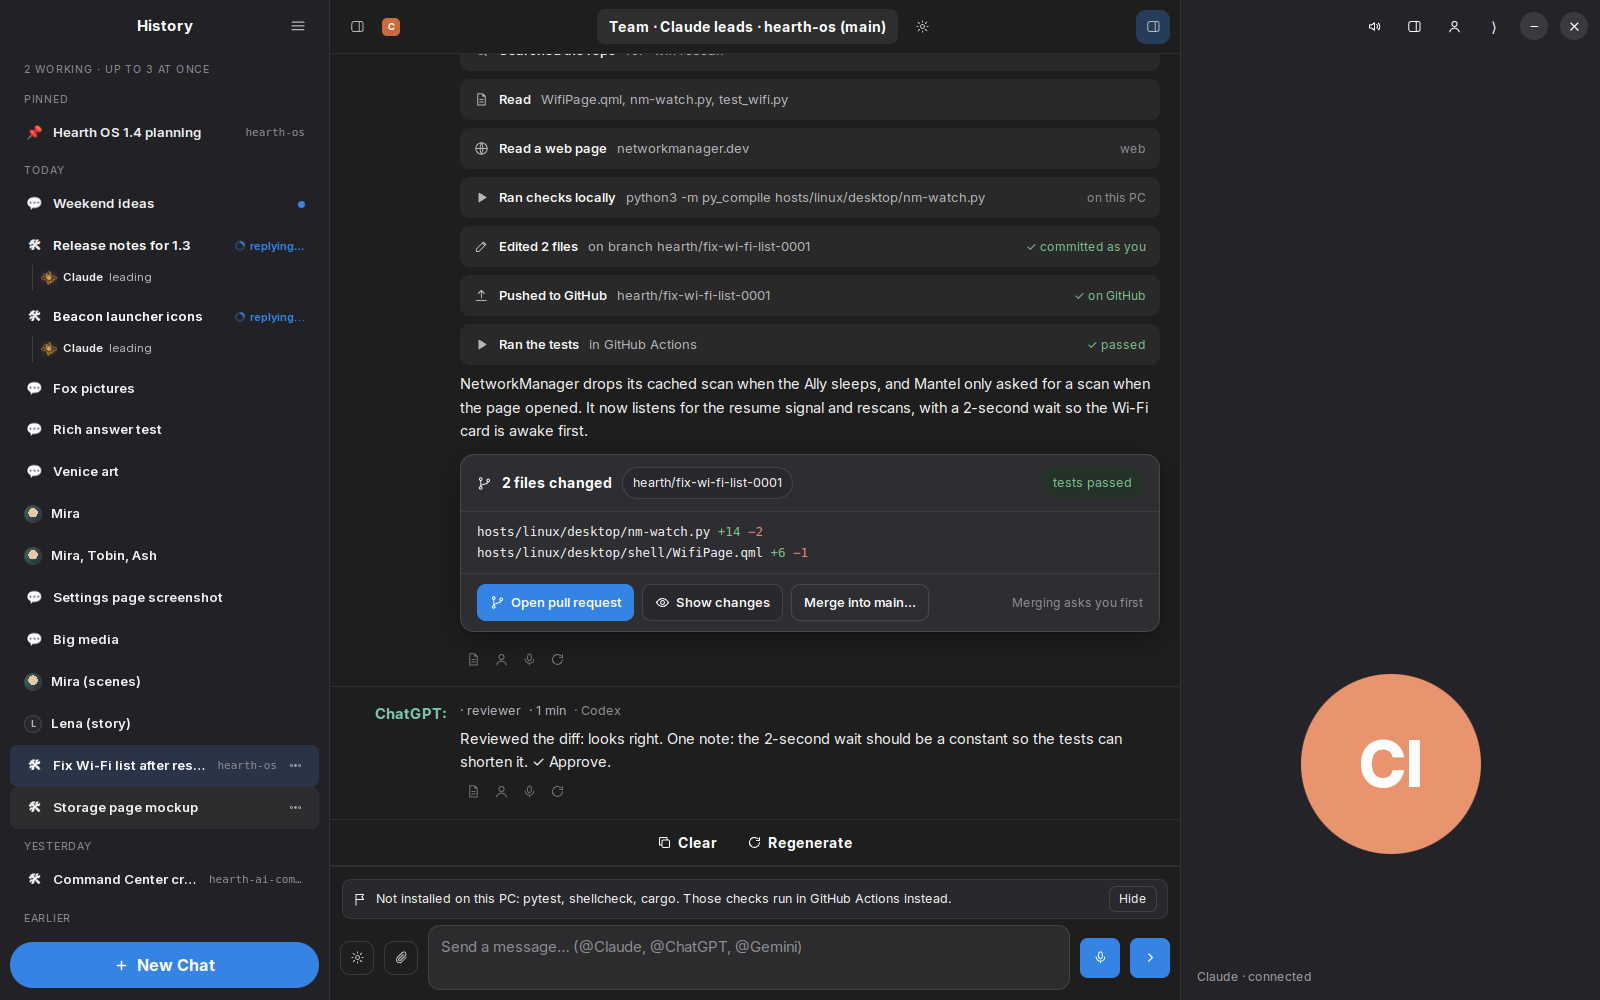 History
2 WORKING · UP TO 3 AT ONCE
PINNED
Hearth OS 1.4 planning hearth-os
TODAY
Weekend ideas
Release notes for 1.3 replying...
Claude leading
Beacon launcher icons replying...
Claude leading
Fox pictures
Rich answer test
Venice art
Mira
Mira, Tobin, Ash
Settings page screenshot
Big media
Mira (scenes)
L Lena (story)
Fix Wi-Fi list after res... hearth-os
Storage page mockup
YESTERDAY
Command Center cr... hearth-ai-com...
EARLIER
+ New Chat
C
Team · Claude leads · hearth-os (main)
Read WifiPage.qml, nm-watch.py, test_wifi.py
Read a web page networkmanager.dev web
Ran checks locally python3 -m py_compile hosts/linux/desktop/nm-watch.py on this PC
Edited 2 files on branch hearth/fix-wi-fi-list-0001 ✓ committed as you
Pushed to GitHub hearth/fix-wi-fi-list-0001 ✓ on GitHub
Ran the tests in GitHub Actions ✓ passed
NetworkManager drops its cached scan when the Ally sleeps, and Mantel only asked for a scan when
the page opened. It now listens for the resume signal and rescans, with a 2-second wait so the Wi-Fi
card is awake first.
2 files changed hearth/fix-wi-fi-list-0001 tests passed
hosts/linux/desktop/nm-watch.py +14 −2
hosts/linux/desktop/shell/WifiPage.qml +6 −1
Open pull request Show changes Merge into main... Merging asks you first
ChatGPT: · reviewer · 1 min · Codex
Reviewed the diff: looks right. One note: the 2-second wait should be a constant so the tests can
shorten it. ✓ Approve.
Clear Regenerate
Not installed on this PC: pytest, shellcheck, cargo. Those checks run in GitHub Actions instead. Hide
Send a message... (@Claude, @ChatGPT, @Gemini)
Cl
Claude · connected